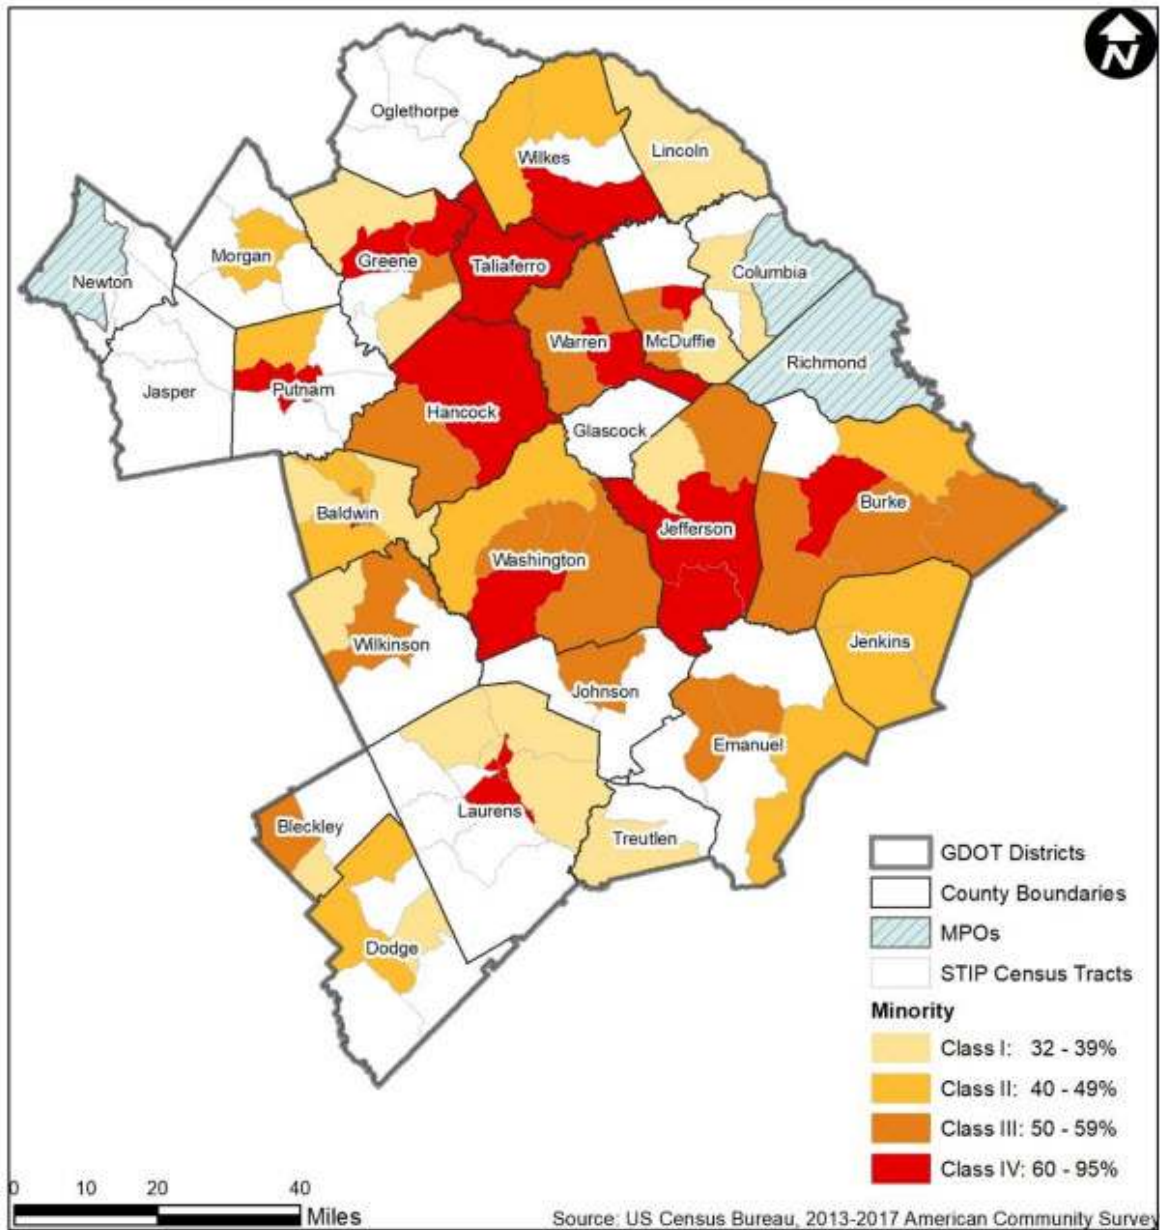 N
Oglethorpe
Wilkes
Lincoln
Morgan
Greene
Taliaferro
Columbia
Newton
Warren
McDuffie
Richmond
Jasper
Putnam
Hancock
Glascock
Baldwin
Burke
Jefferson
Washington
Wilkinson
Jenkins
Johnson
Emanuel
Laurens
Bleckley
Treutlen
Dodge
GDOT Districts
County Boundaries
MPOs
STIP Census Tracts
Minority
Class I: 32 - 39%
Class II: 40 - 49%
Class III: 50 - 59%
Class IV: 60 - 95%
0 10 20 40
Miles
Source: US Census Bureau, 2013-2017 American Community Survey